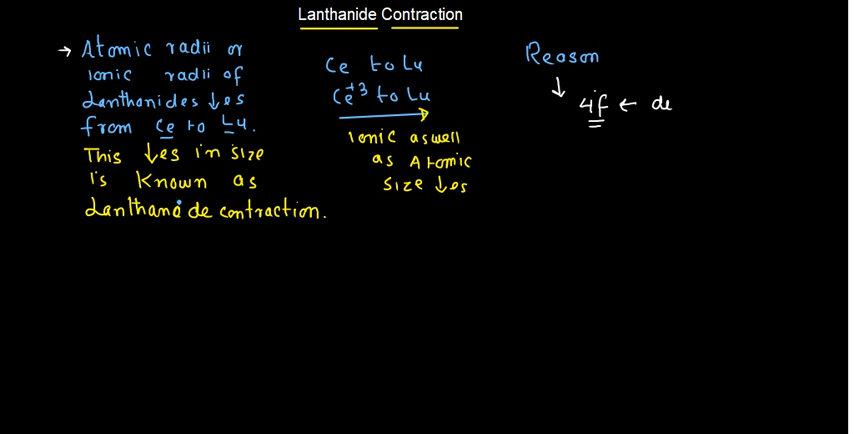 Lanthanide Contraction
→ Atomic radii or
ionic radii of
Lanthanides ↓es
from Ce to Lu.
This ↓es in size
is known as
Lanthanide contraction.
Ce to Lu
Ce+3 to Lu
Ionic aswell
as Atomic
size ↓es
Reason
↓
4f ← de